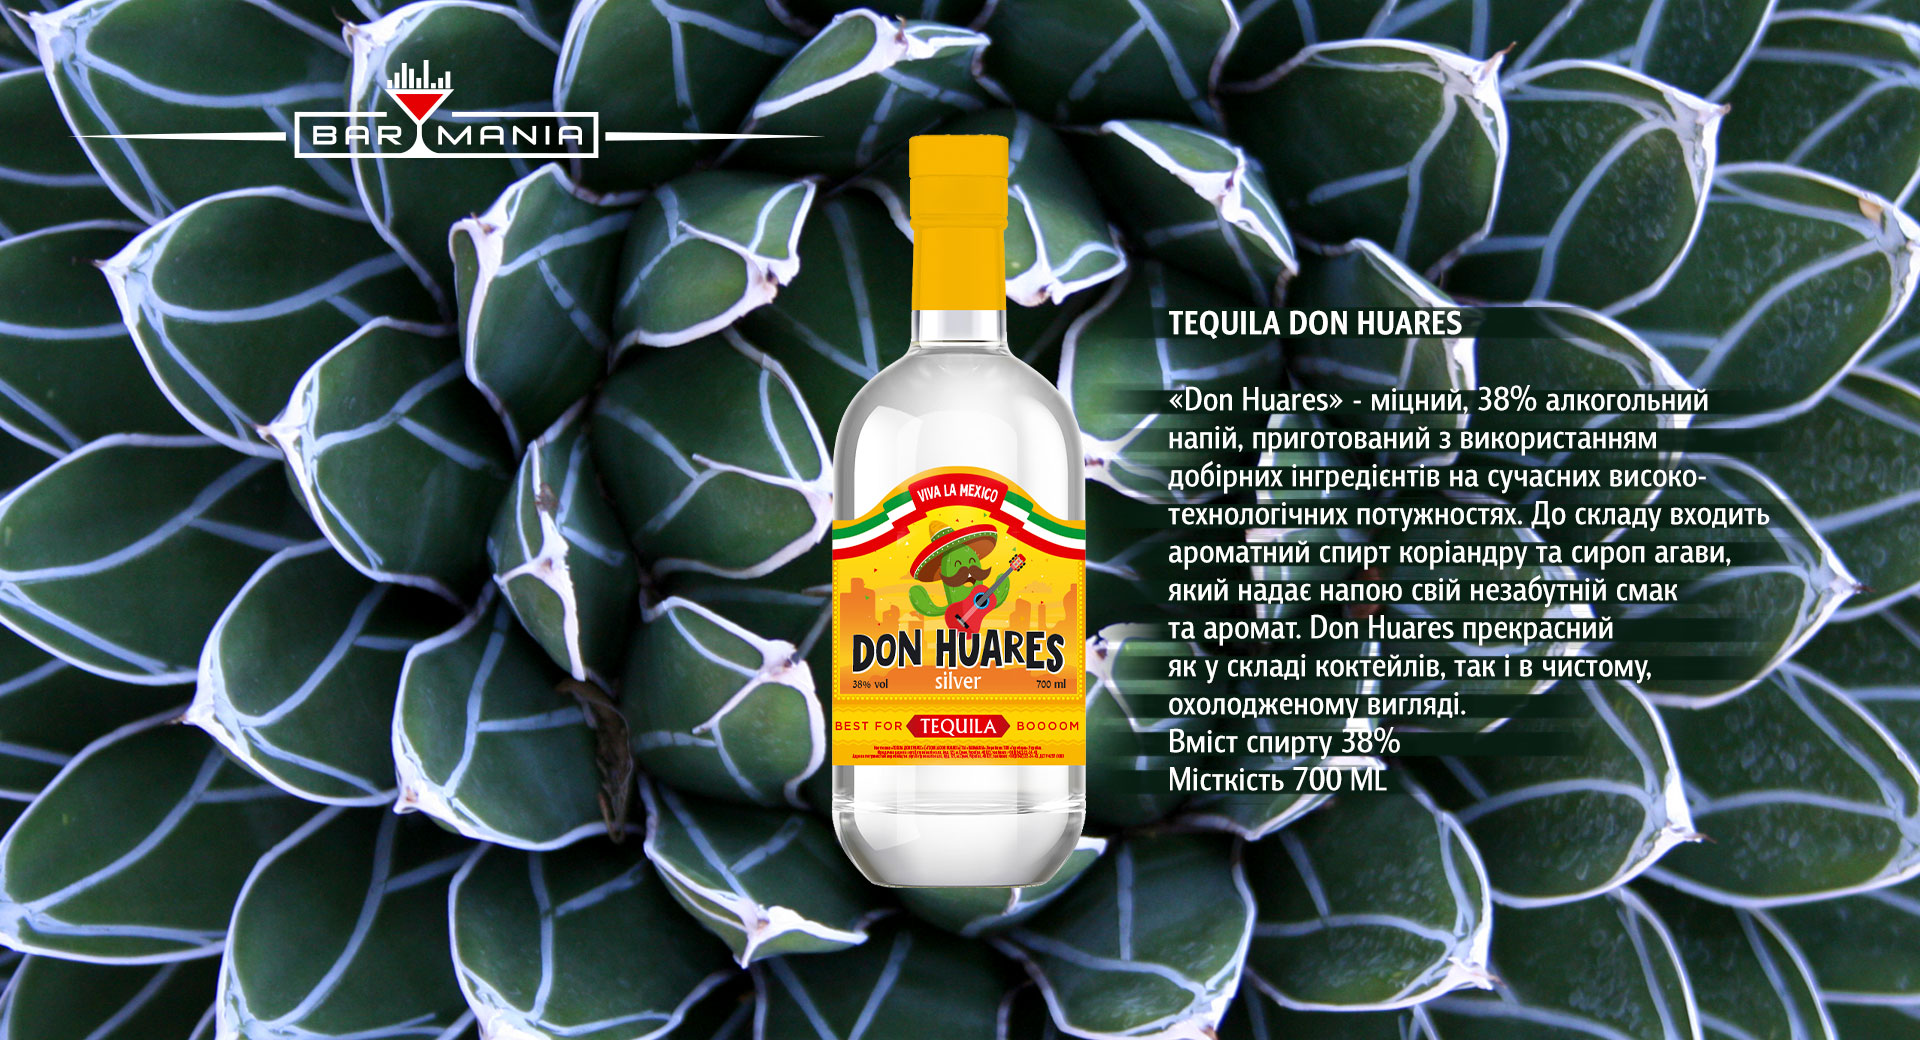 BAR MANIA
TEQUILA DON HUARES
«Don Huares» - міцний, 38% алкогольний
напій, приготований з використанням
добірних інгредієнтів на сучасних високо-
технологічних потужностях. До складу входить
ароматний спирт коріандру та сироп агави,
який надає напою свій незабутній смак
та аромат. Don Huares прекрасний
як у складі коктейлів, так і в чистому,
охолодженому вигляді.
Вміст спирту 38%
Місткість 700 ML
VIVA LA MEXICO
DON HUARES
38% vol silver 700 ml
BEST FOR TEQUILA BOOOOM